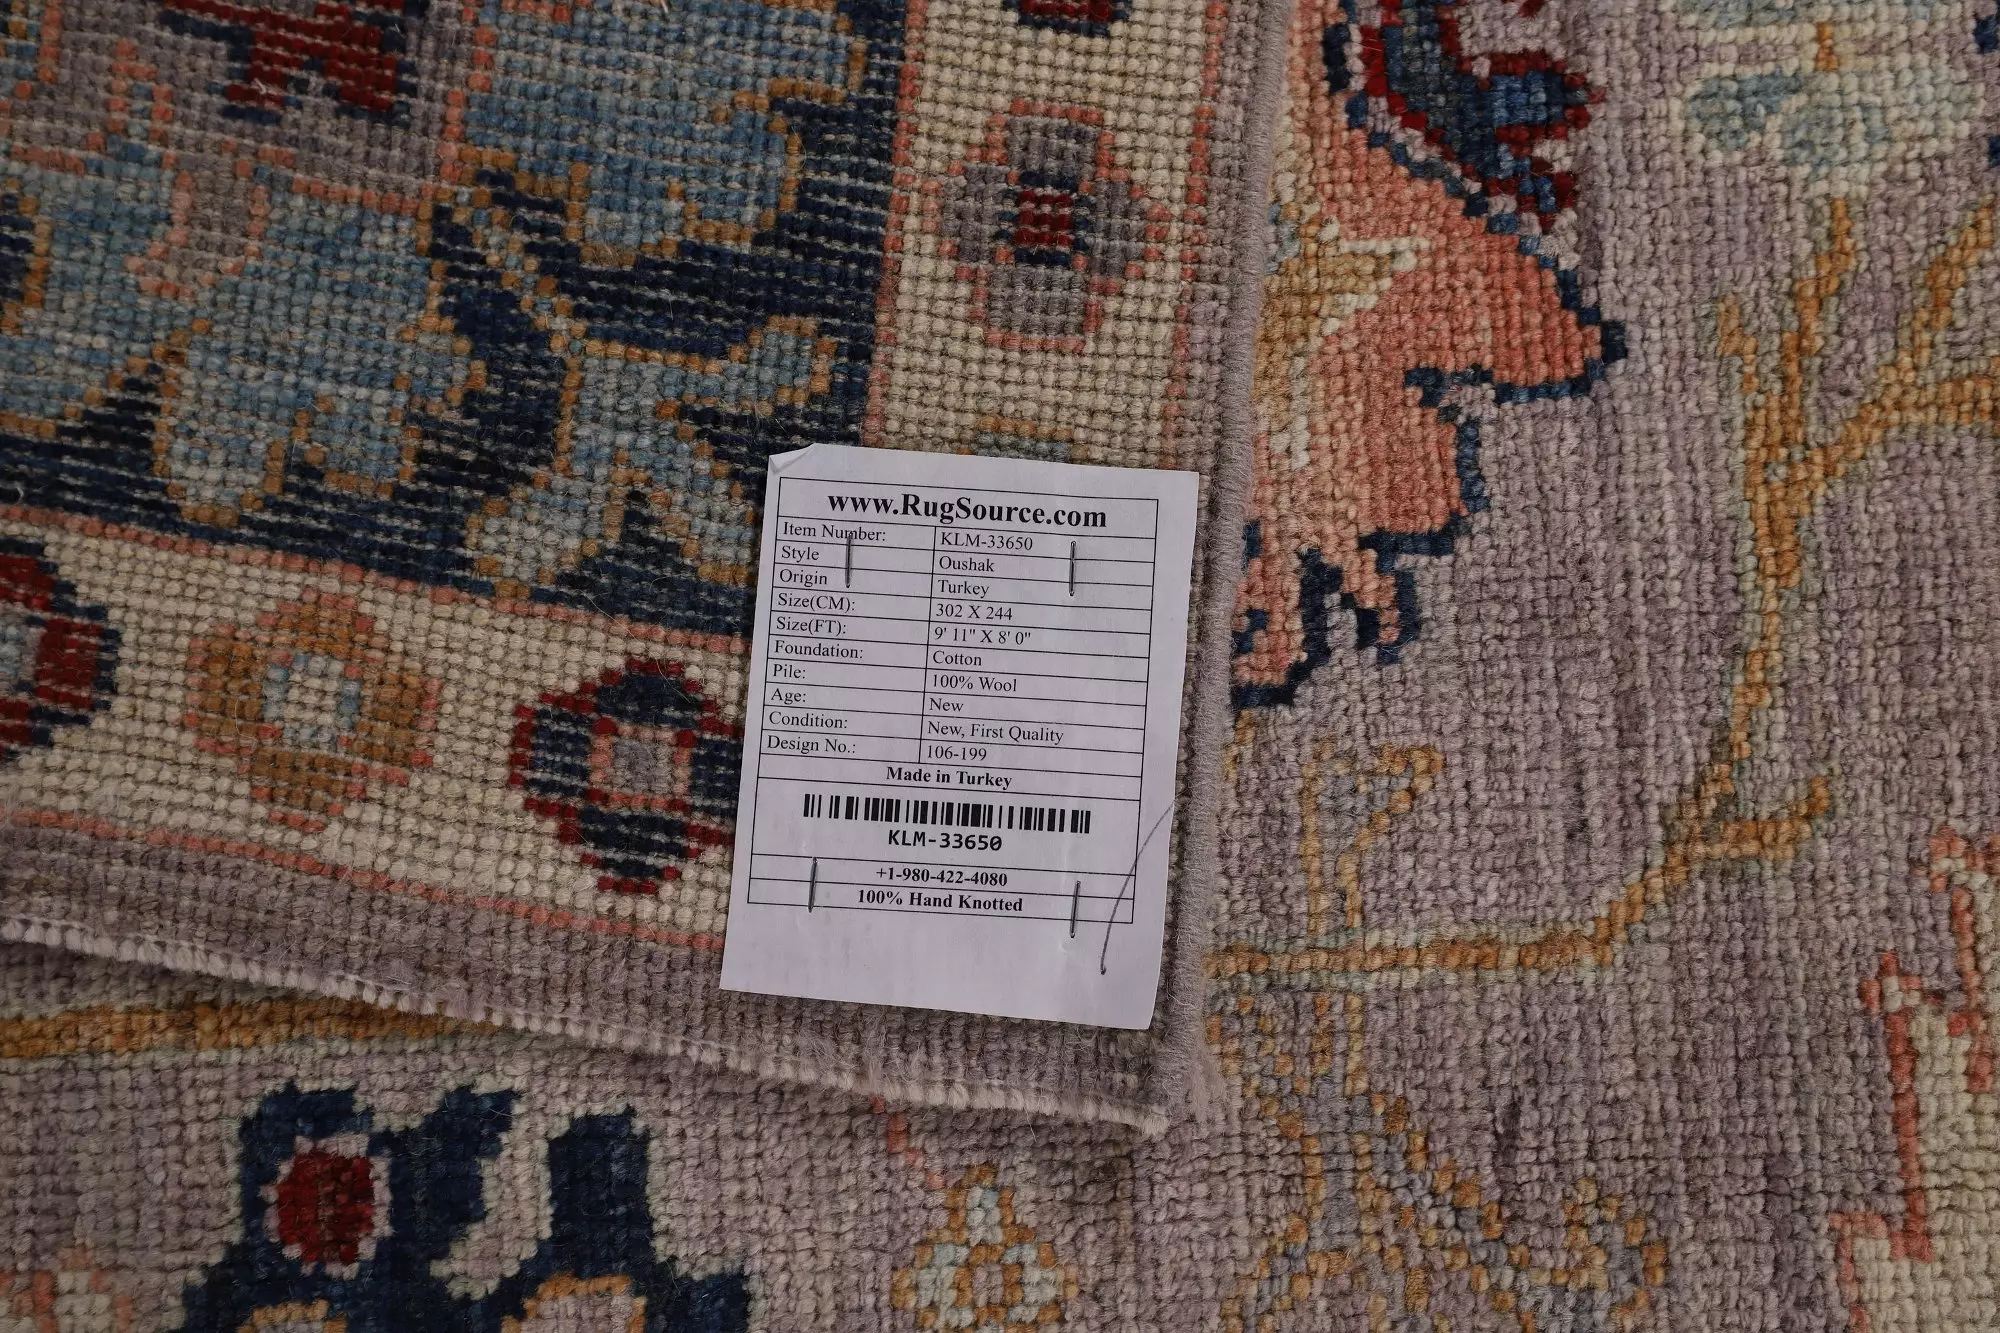 www.RugSource.com
Item Number: KLM-33650
Style Oushak
Origin Turkey
Size(CM): 302 X 244
Size(FT): 9' 11" X 8' 0"
Foundation: Cotton
Pile: 100% Wool
Age: New
Condition: New, First Quality
Design No.: 106-199
Made in Turkey
KLM-33650
+1-980-422-4080
100% Hand Knotted